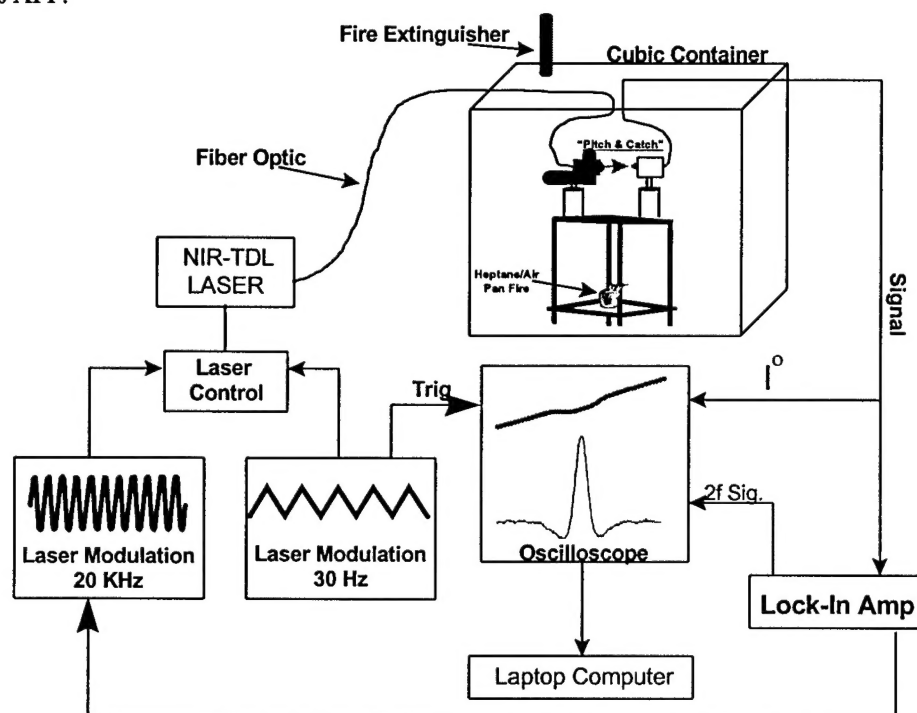 Fire Extinguisher
Cubic Container
"Pitch & Catch"
Fiber Optic
NIR-TDL
LASER
Heptane/Air
Pan Fire
Signal
Laser
Control
Trig
I°
2f Sig.
Laser Modulation
20 KHz
Laser Modulation
30 Hz
Oscilloscope
Lock-In Amp
Laptop Computer